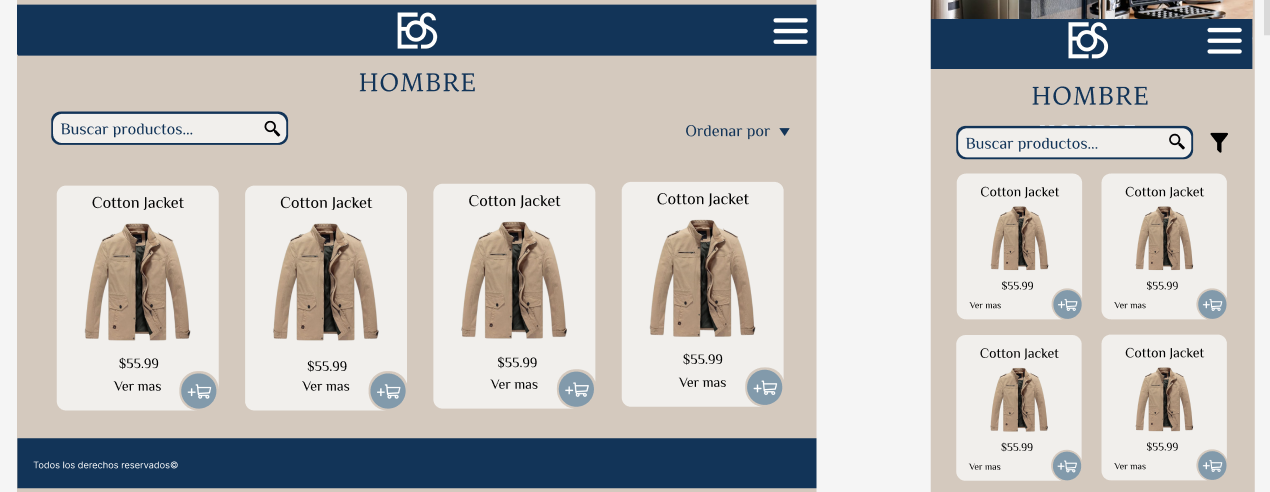 EOS
HOMBRE
Buscar productos...
Ordenar por
Cotton Jacket
$55.99
Ver mas
Cotton Jacket
$55.99
Ver mas
Cotton Jacket
$55.99
Ver mas
Cotton Jacket
$55.99
Ver mas
Todos los derechos reservados©
EOS
HOMBRE
Buscar productos...
Cotton Jacket
$55.99
Ver mas
Cotton Jacket
$55.99
Ver mas
Cotton Jacket
$55.99
Ver mas
Cotton Jacket
$55.99
Ver mas